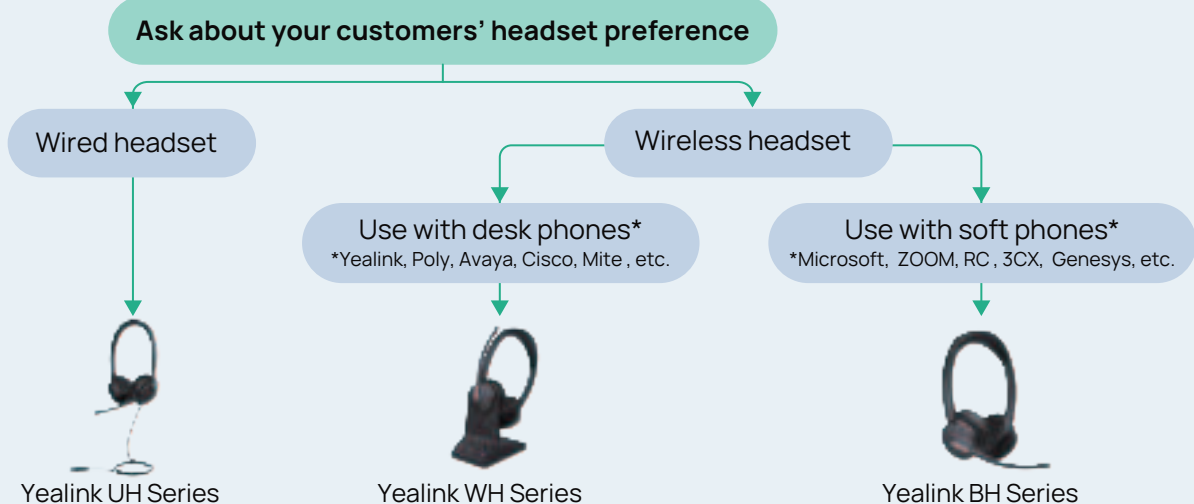 Ask about your customers’ headset preference
Wired headset
Wireless headset
Use with desk phones*
*Yealink, Poly, Avaya, Cisco, Mite , etc.
Use with soft phones*
*Microsoft, ZOOM, RC , 3CX, Genesys, etc.
Yealink UH Series
Yealink WH Series
Yealink BH Series